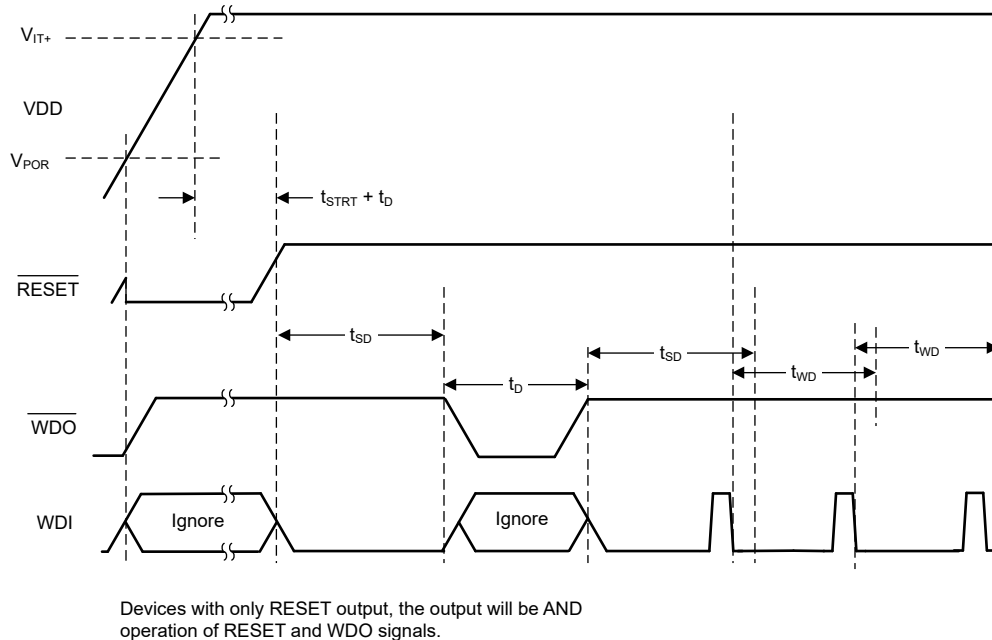 VIT+
VDD
VPOR
tSTRT + tD
RESET
tSD
tSD
tWD
tWD
tD
WDO
WDI
Ignore
Ignore
Devices with only RESET output, the output will be AND
operation of RESET and WDO signals.